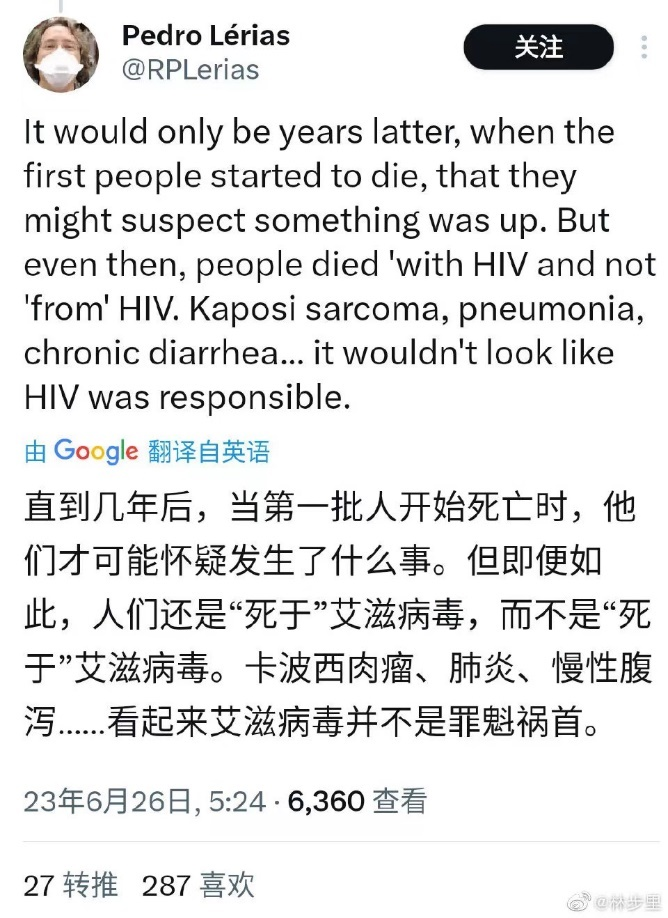 Pedro Lérias
关注
@RPLerias
It would only be years latter, when the
first people started to die, that they
might suspect something was up. But
even then, people died 'with HIV and not
'from' HIV. Kaposi sarcoma, pneumonia,
chronic diarrhea... it wouldn't look like
HIV was responsible.
由 Google 翻译自英语
直到几年后，当第一批人开始死亡时，他
们才可能怀疑发生了什么事。但即便如
此，人们还是“死于”艾滋病毒，而不是“死
于”艾滋病毒。卡波西肉瘤、肺炎、慢性腹
泻......看起来艾滋病毒并不是罪魁祸首。
23年6月26日, 5:24 · 6,360 查看
27 转推 287 喜欢
@林步里